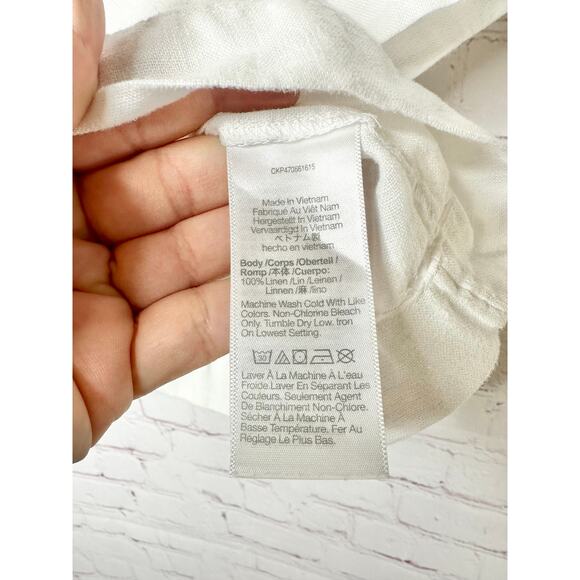 CKP470661615
Made In Vietnam
Fabriqué Au Viêt Nam
Hergestellt In Vietnam
Vervaardigd In Vietnam
ベトナム製
hecho en vietnam
Body /Corps /Oberteil /
Romp /本体 /Cuerpo:
100% Linen /Lin /Leinen /
Linnen /麻 /lino
Machine Wash Cold With Like
Colors. Non-Chlorine Bleach
Only. Tumble Dry Low. Iron
On Lowest Setting.
30
Laver À La Machine À L'eau
Froide.Laver En Séparant Les
Couleurs. Seulement Agent
De Blanchiment Non-Chlore.
Sécher À La Machine À
Basse Température. Fer Au
Réglage Le Plus Bas.